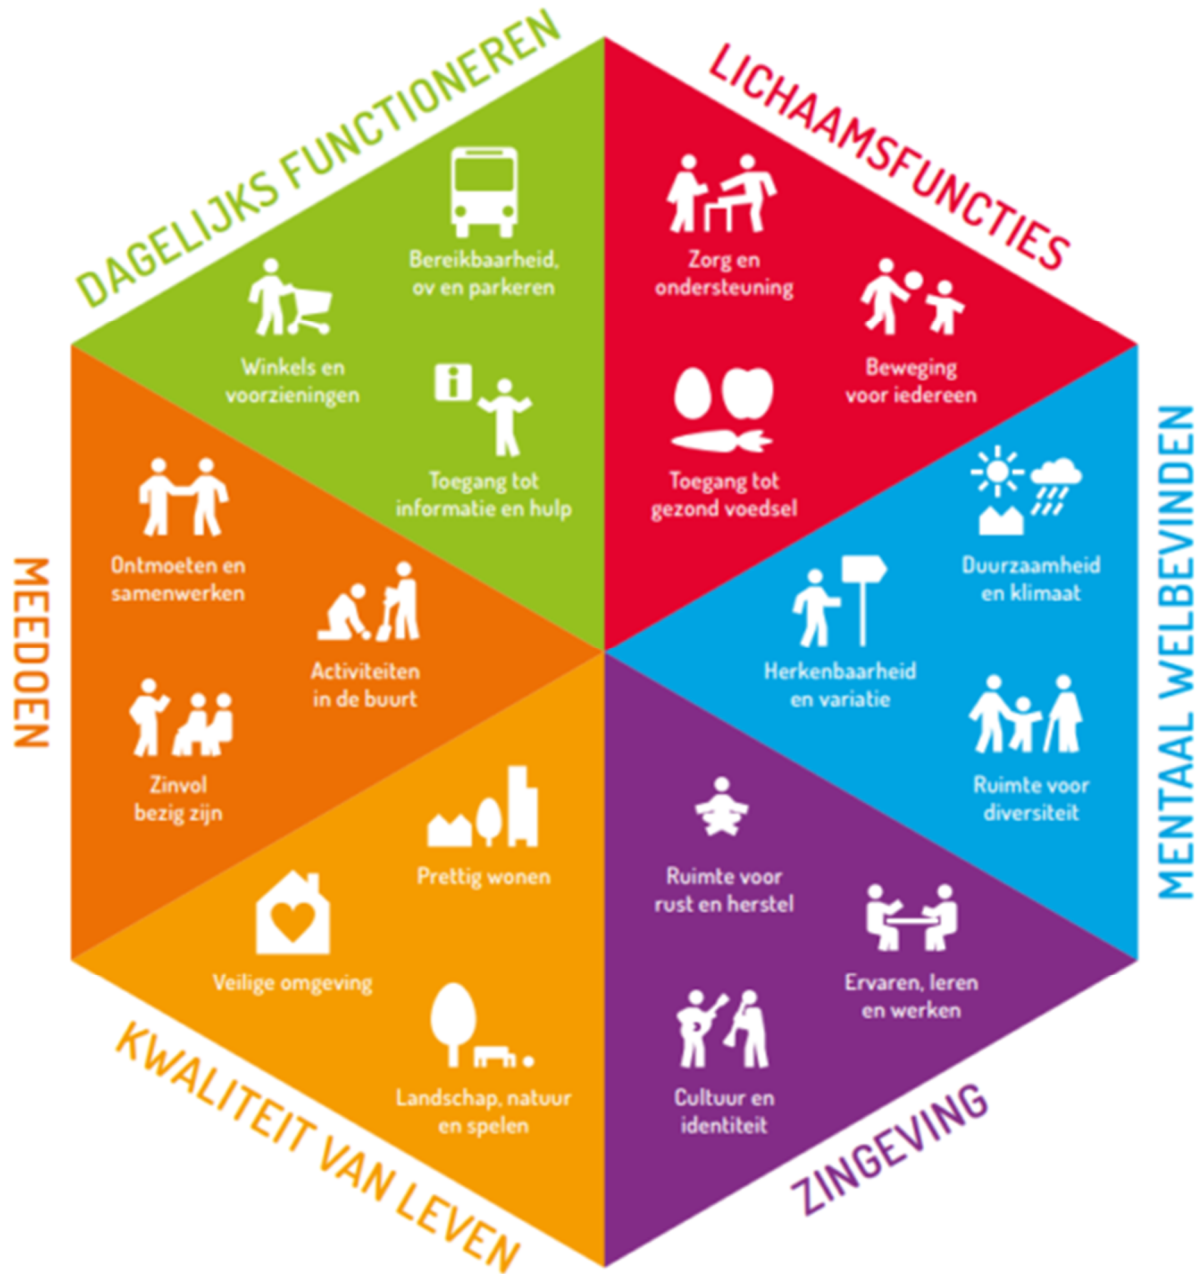 DAGELIJKS FUNCTIONEREN
Bereikbaarheid,
ov en parkeren
Winkels en
voorzieningen
i
Toegang tot
informatie en hulp
LICHAAMSFUNCTIES
Zorg en
ondersteuning
Beweging
voor iedereen
Toegang tot
gezond voedsel
MENTAAL WELBEVINDEN
Duurzaamheid
en klimaat
Herkenbaarheid
en variatie
Ruimte voor
diversiteit
ZINGEVING
Ruimte voor
rust en herstel
Ervaren, leren
en werken
Cultuur en
identiteit
KWALITEIT VAN LEVEN
Prettig wonen
Veilige omgeving
Landschap, natuur
en spelen
MEEDOEN
Ontmoeten en
samenwerken
Activiteiten
in de buurt
Zinvol
bezig zijn